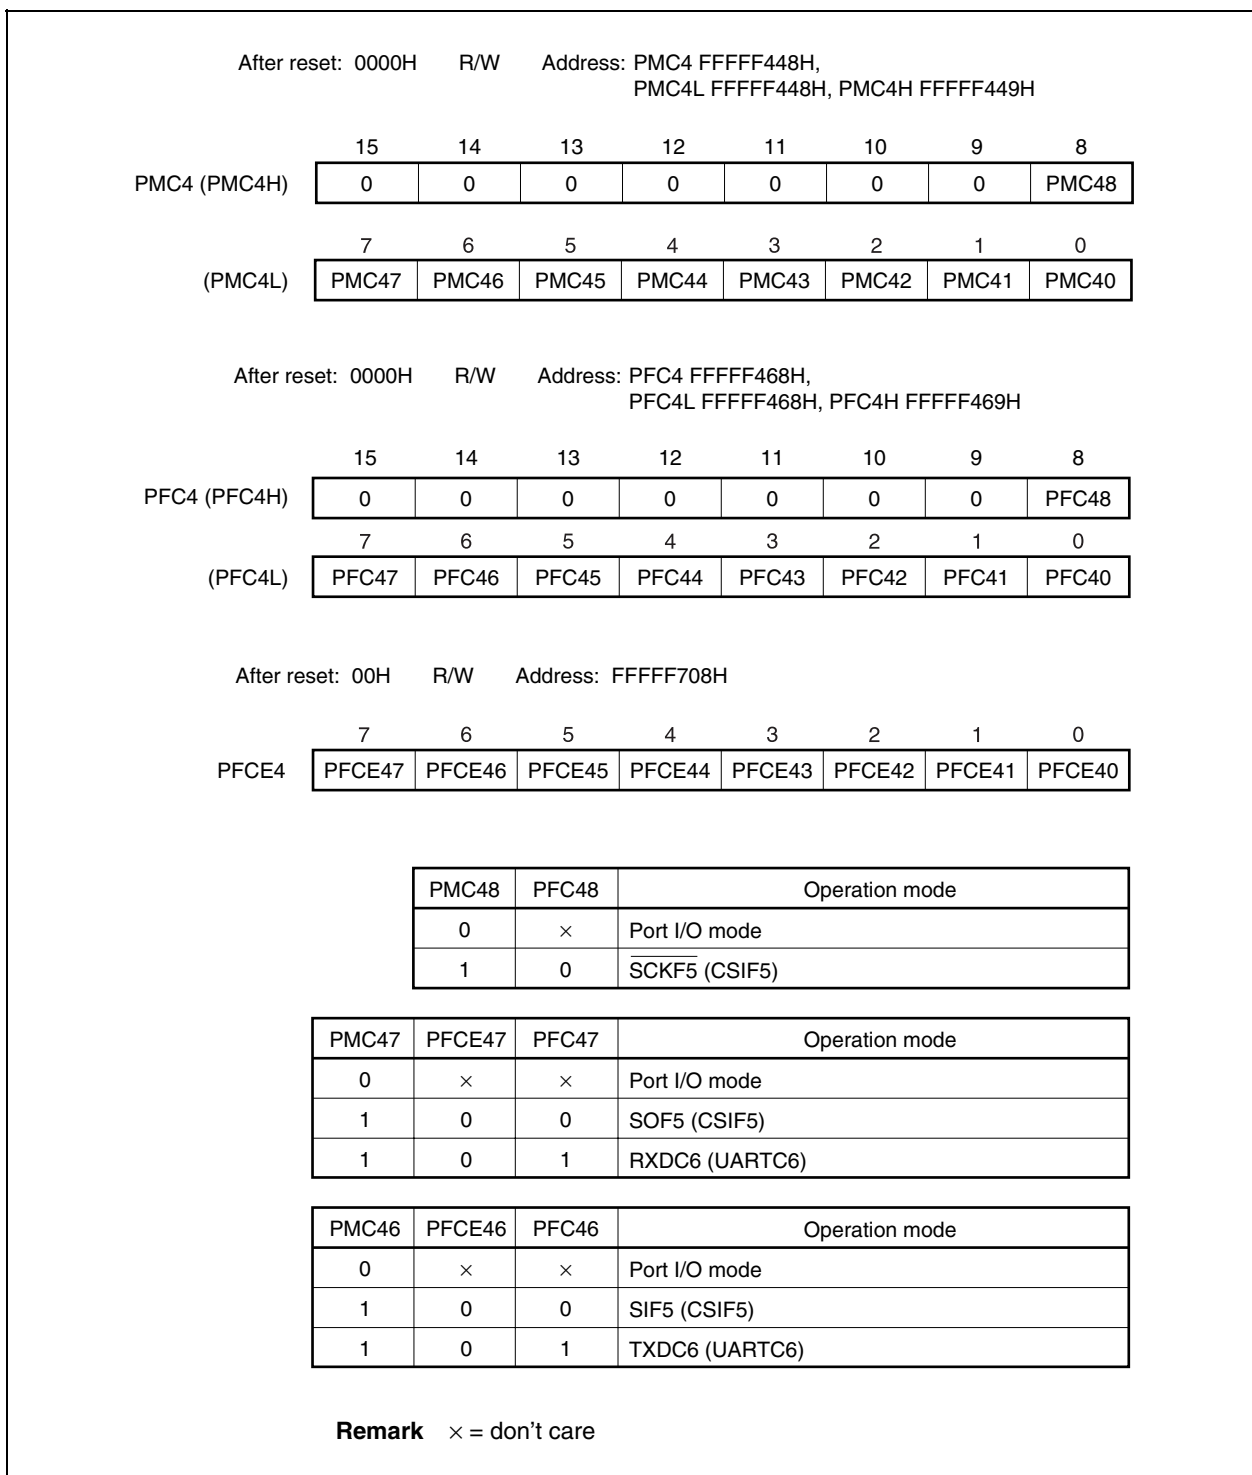 After reset: 0000H R/W Address: PMC4 FFFFF448H,
PMC4L FFFFF448H, PMC4H FFFFF449H
15 14 13 12 11 10 9 8
PMC4 (PMC4H) 0 0 0 0 0 0 0 PMC48
7 6 5 4 3 2 1 0
(PMC4L) PMC47 PMC46 PMC45 PMC44 PMC43 PMC42 PMC41 PMC40
After reset: 0000H R/W Address: PFC4 FFFFF468H,
PFC4L FFFFF468H, PFC4H FFFFF469H
15 14 13 12 11 10 9 8
PFC4 (PFC4H) 0 0 0 0 0 0 0 PFC48
7 6 5 4 3 2 1 0
(PFC4L) PFC47 PFC46 PFC45 PFC44 PFC43 PFC42 PFC41 PFC40
After reset: 00H R/W Address: FFFFF708H
7 6 5 4 3 2 1 0
PFCE4 PFCE47 PFCE46 PFCE45 PFCE44 PFCE43 PFCE42 PFCE41 PFCE40
PMC48 PFC48 Operation mode
0 × Port I/O mode
1 0 SCKF5 (CSIF5)
PMC47 PFCE47 PFC47 Operation mode
0 × × Port I/O mode
1 0 0 SOF5 (CSIF5)
1 0 1 RXDC6 (UARTC6)
PMC46 PFCE46 PFC46 Operation mode
0 × × Port I/O mode
1 0 0 SIF5 (CSIF5)
1 0 1 TXDC6 (UARTC6)
Remark × = don't care